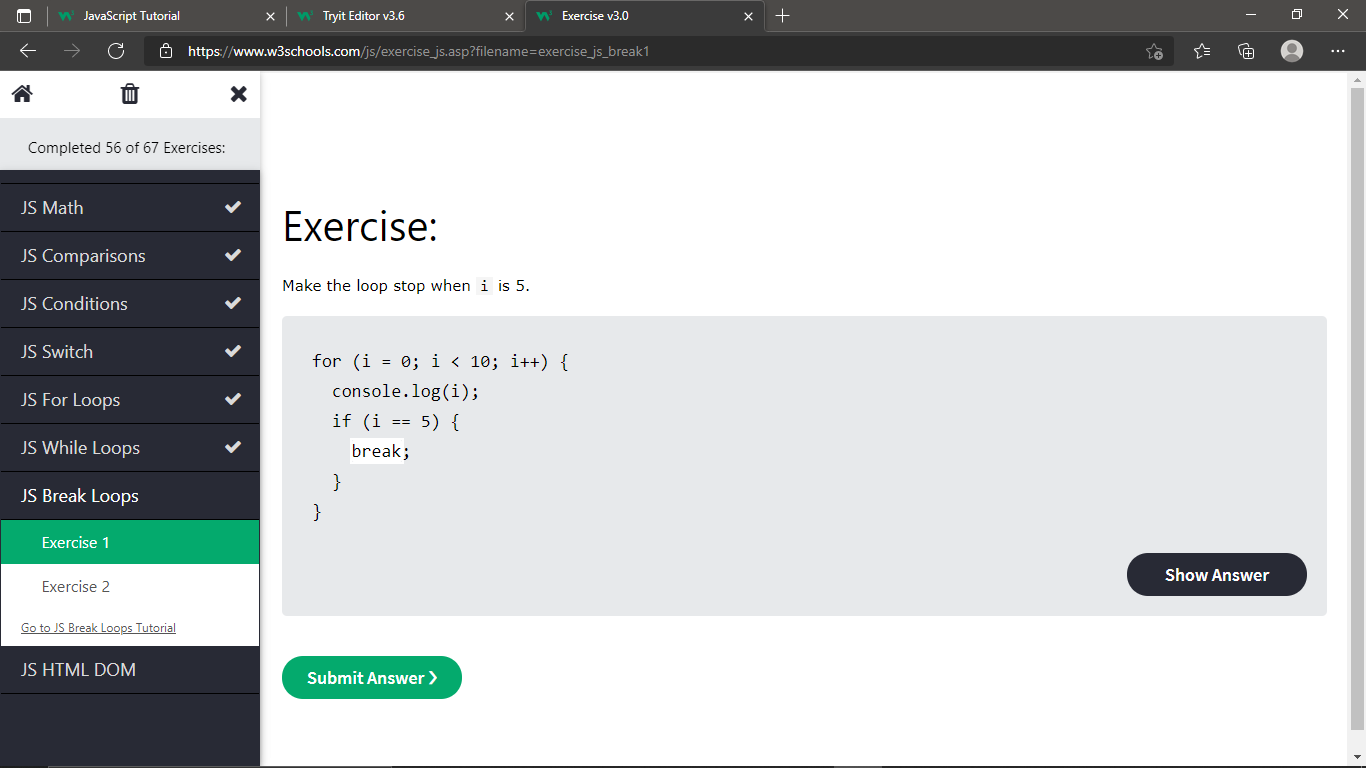 JavaScript Tutorial
Tryit Editor v3.6
Exercise v3.0
https://www.w3schools.com/js/exercise_js.asp?filename=exercise_js_break1
Completed 56 of 67 Exercises:
JS Math
JS Comparisons
JS Conditions
JS Switch
JS For Loops
JS While Loops
JS Break Loops
Exercise 1
Exercise 2
Go to JS Break Loops Tutorial
JS HTML DOM
Exercise:
Make the loop stop when i is 5.
for (i = 0; i < 10; i++) {
console.log(i);
if (i == 5) {
break;
}
}
Show Answer
Submit Answer ❯